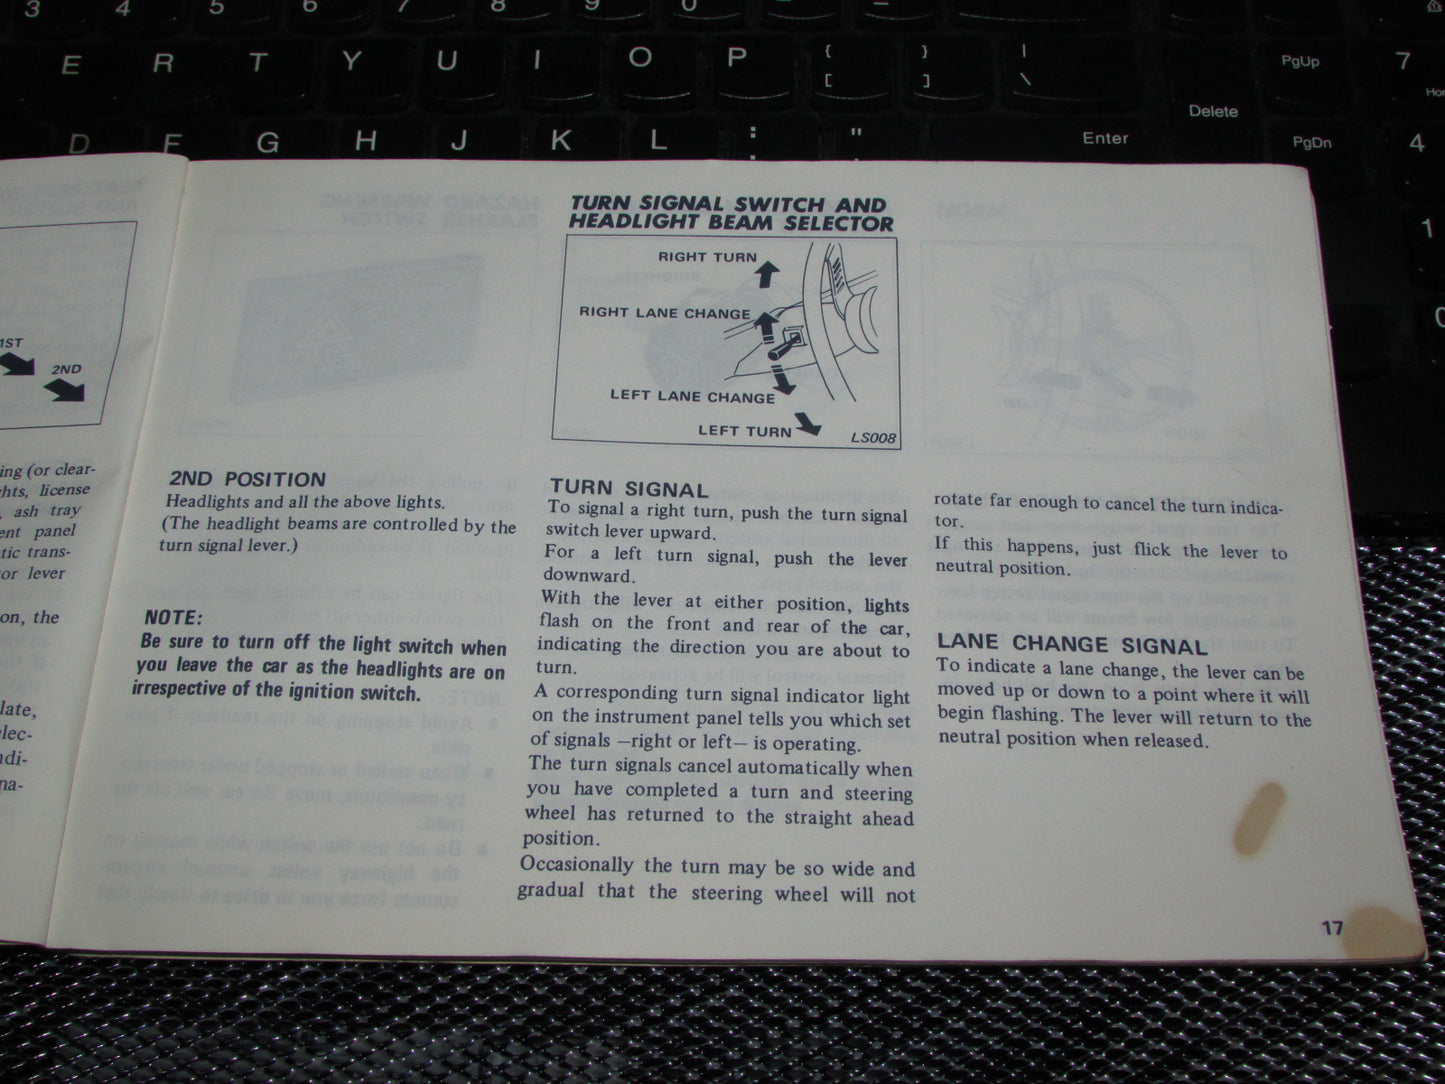 3 4 5 6 7 8 9 0 _
–
E R T Y U I O P { } |
[ ] \
PgUp 7
Delete
D F G H J K L : "
Enter PgDn 4
1
1ST
2ND
ing (or clear-
hts, license
, ash tray
ent panel
tic trans-
or lever
on, the
late,
elec-
ndi-
na-
2ND POSITION
Headlights and all the above lights.
(The headlight beams are controlled by the
turn signal lever.)
NOTE:
Be sure to turn off the light switch when
you leave the car as the headlights are on
irrespective of the ignition switch.
TURN SIGNAL SWITCH AND
HEADLIGHT BEAM SELECTOR
RIGHT TURN
RIGHT LANE CHANGE
LEFT LANE CHANGE
LEFT TURN
LS008
TURN SIGNAL
To signal a right turn, push the turn signal
switch lever upward.
For a left turn signal, push the lever
downward.
With the lever at either position, lights
flash on the front and rear of the car,
indicating the direction you are about to
turn.
A corresponding turn signal indicator light
on the instrument panel tells you which set
of signals —right or left— is operating.
The turn signals cancel automatically when
you have completed a turn and steering
wheel has returned to the straight ahead
position.
Occasionally the turn may be so wide and
gradual that the steering wheel will not
rotate far enough to cancel the turn indica-
tor.
If this happens, just flick the lever to
neutral position.
LANE CHANGE SIGNAL
To indicate a lane change, the lever can be
moved up or down to a point where it will
begin flashing. The lever will return to the
neutral position when released.
17